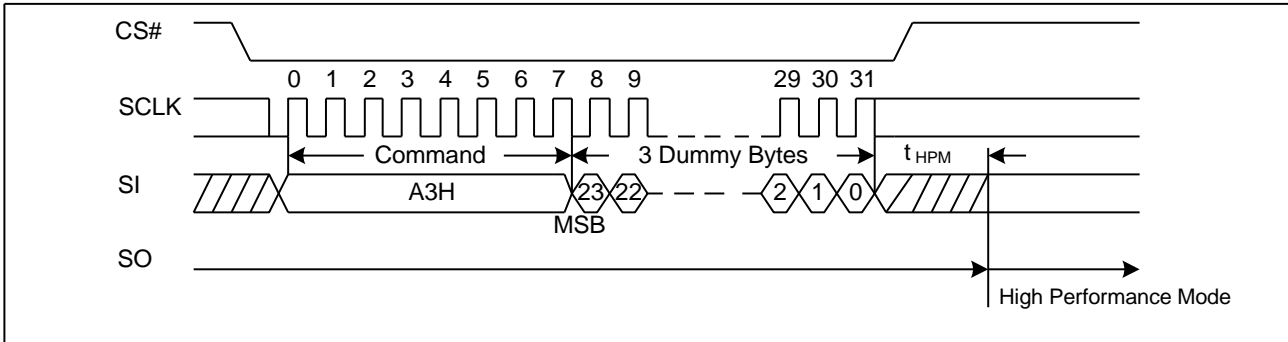 CS#
0 1 2 3 4 5 6 7 8 9 29 30 31
SCLK
Command 3 Dummy Bytes tHPM
SI A3H 23 22 2 1 0
MSB
SO
High Performance Mode